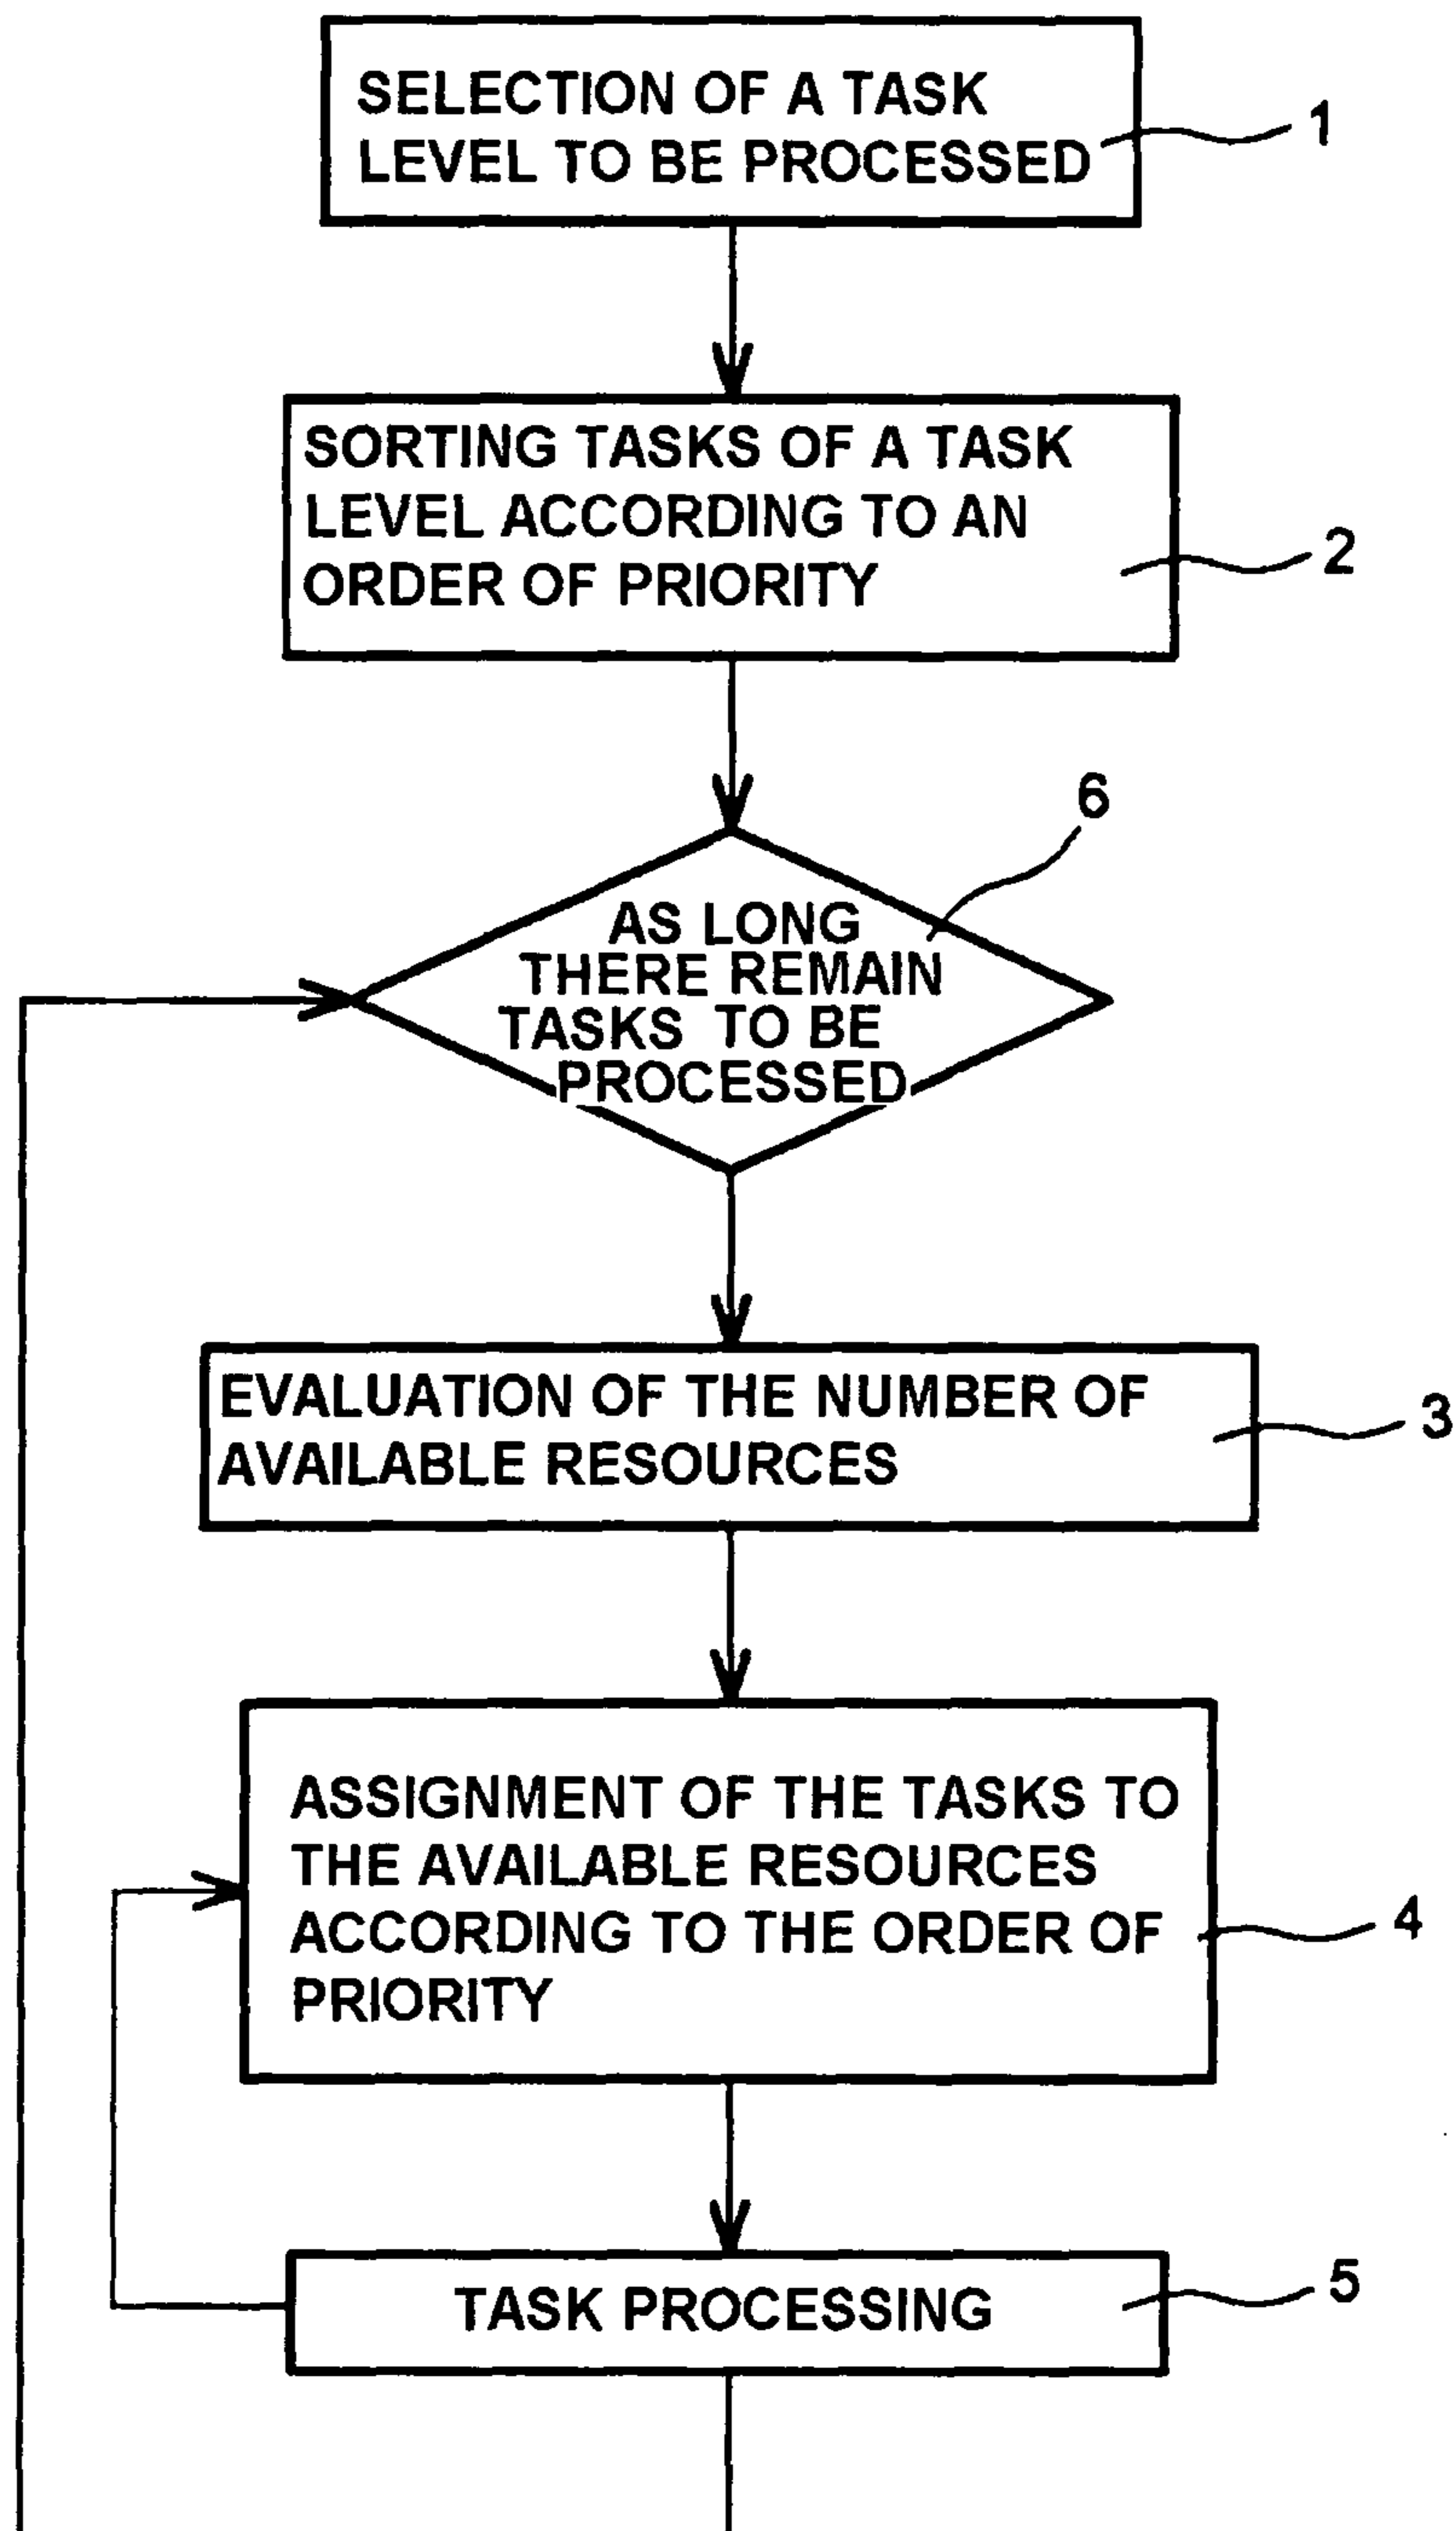 SELECTION OF A TASK
LEVEL TO BE PROCESSED
1
SORTING TASKS OF A TASK
LEVEL ACCORDING TO AN
ORDER OF PRIORITY
2
6
AS LONG
THERE REMAIN
TASKS TO BE
PROCESSED
EVALUATION OF THE NUMBER OF
AVAILABLE RESOURCES
3
ASSIGNMENT OF THE TASKS TO
THE AVAILABLE RESOURCES
ACCORDING TO THE ORDER OF
PRIORITY
4
TASK PROCESSING
5